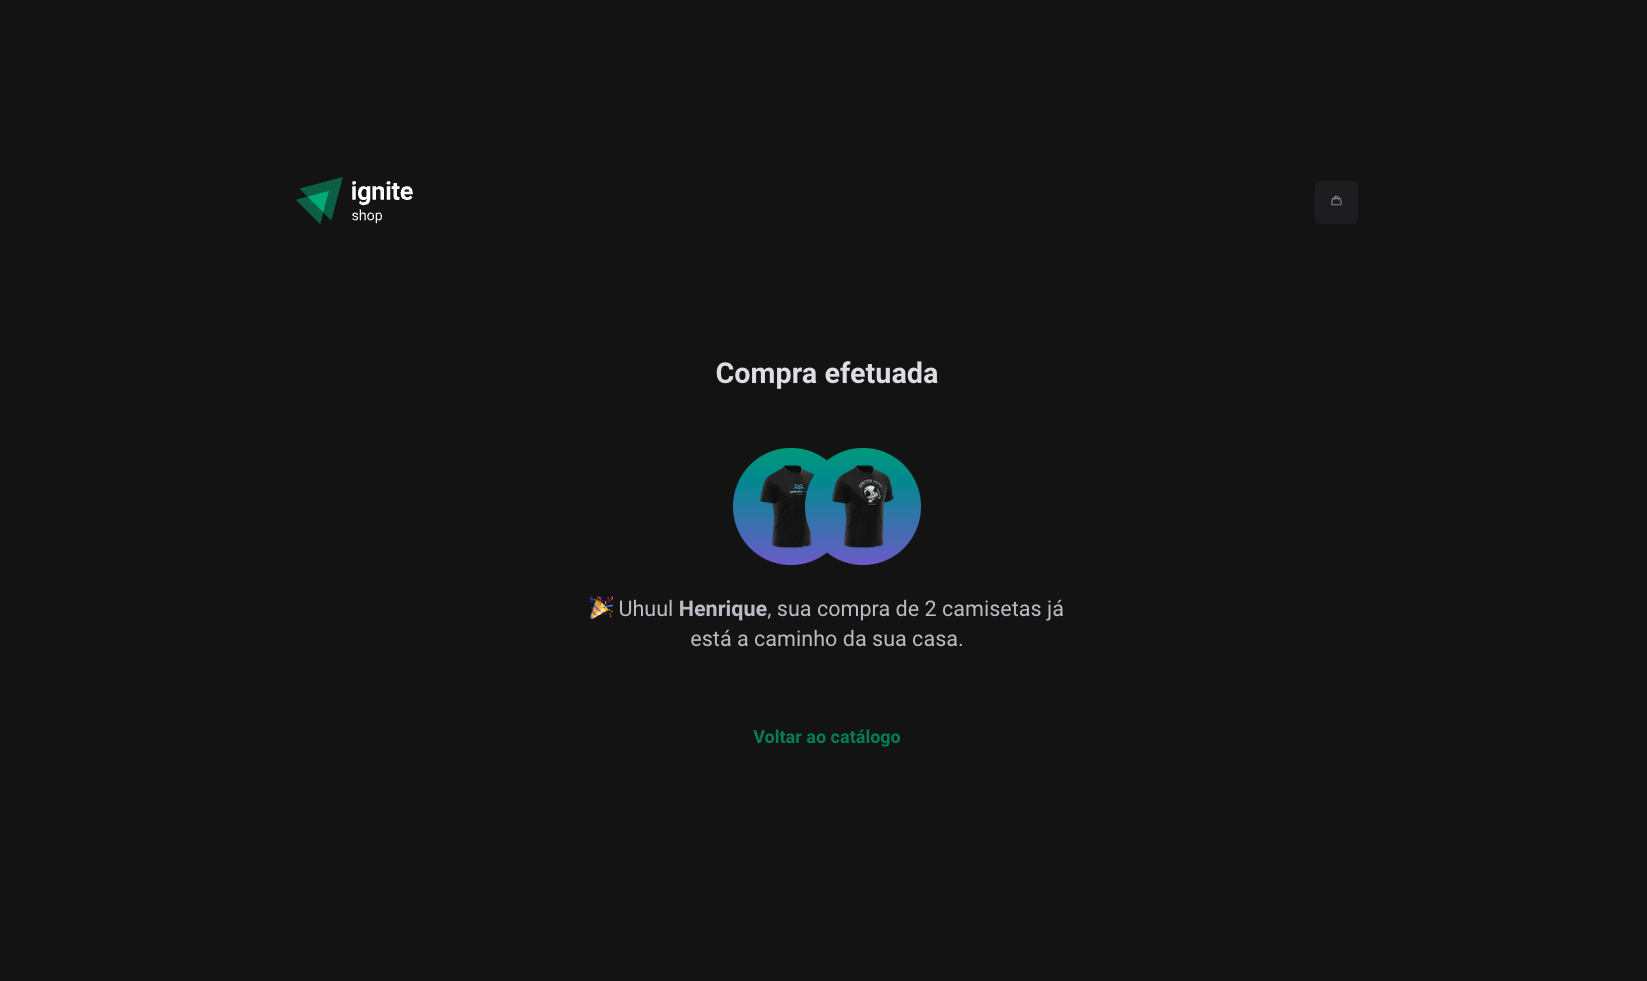 ignite
shop
Compra efetuada
🎉 Uhuul Henrique, sua compra de 2 camisetas já
está a caminho da sua casa.
Voltar ao catálogo